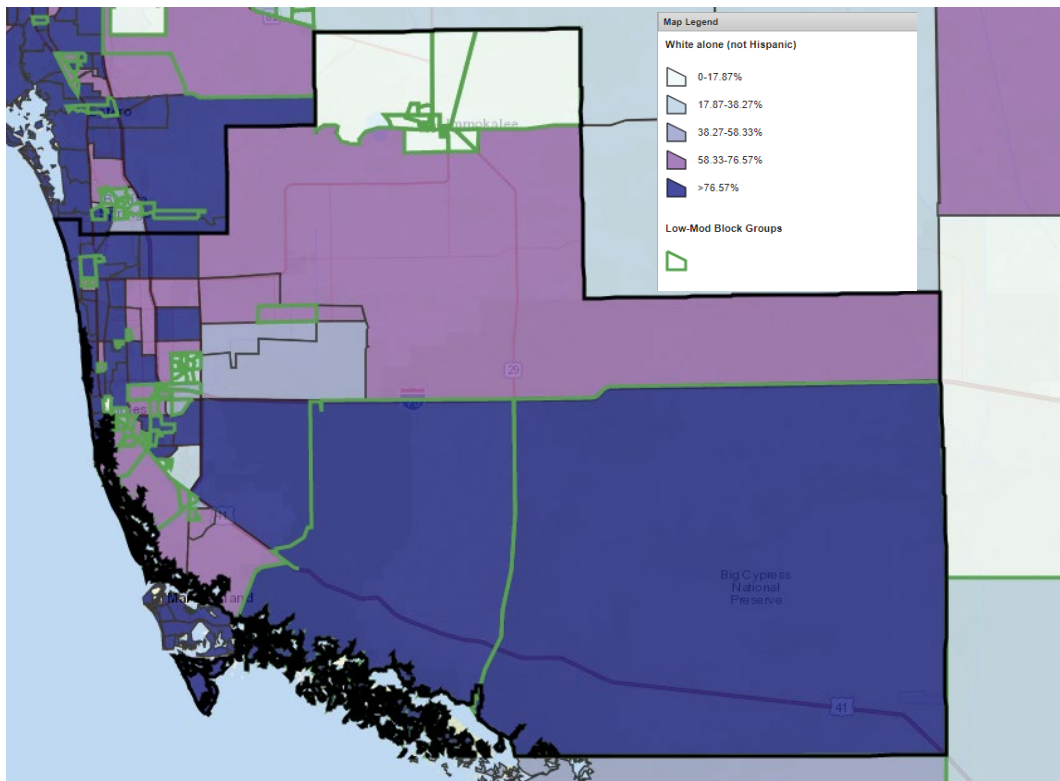 Map Legend
White alone (not Hispanic)
0-17.87%
17.87-38.27%
38.27-58.33%
58.33-76.57%
>76.57%
Low-Mod Block Groups
Immokalee
29
Big Cypress
National
Preserve
41